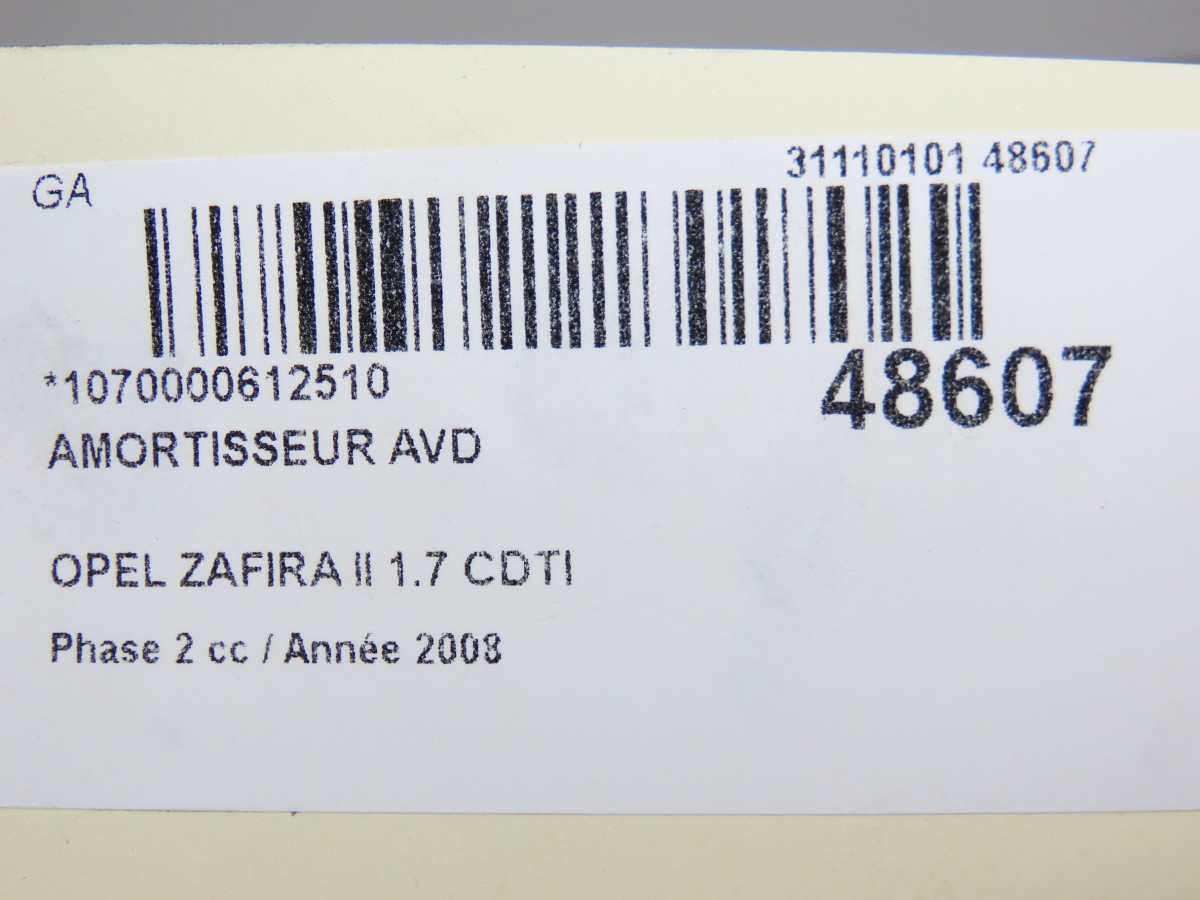 GA
31110101 48607
*1070000612510
48607
AMORTISSEUR AVD
OPEL ZAFIRA II 1.7 CDTI
Phase 2 cc / Année 2008